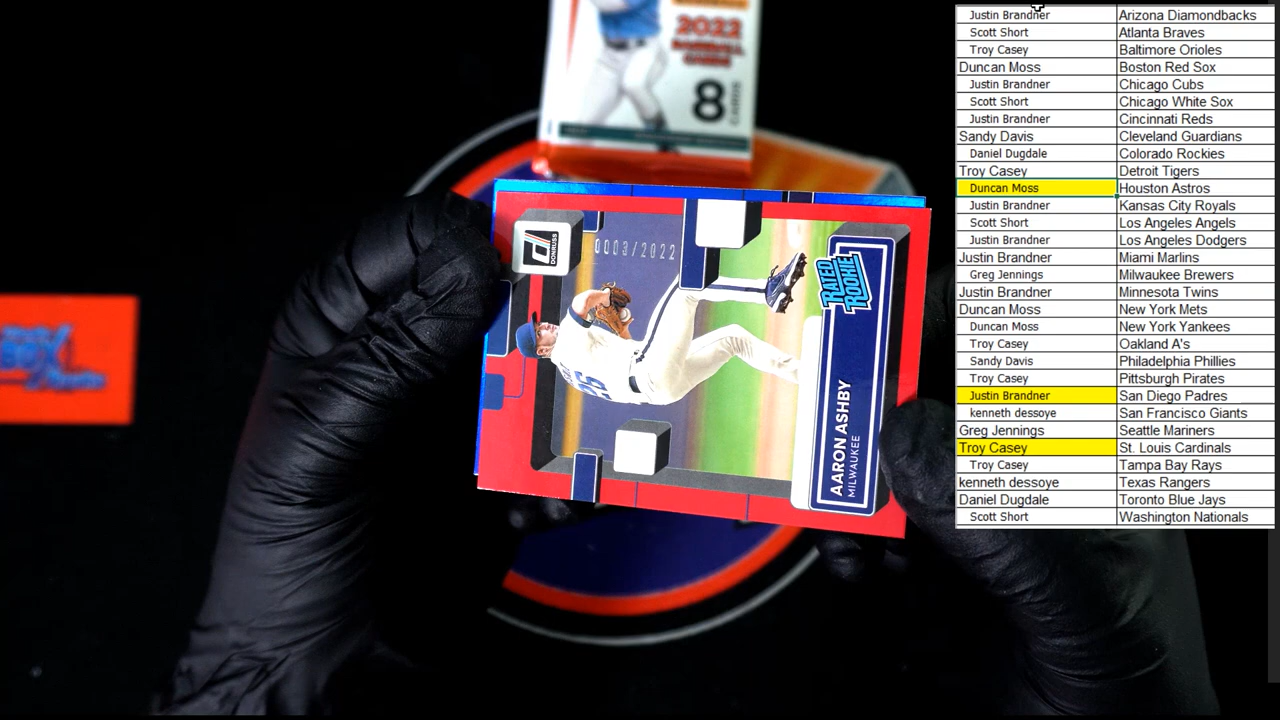 2022
BASEBALL
CARDS
8
CARDS
DONRUSS
0003/2022
RATED
ROOKIE
AARON ASHBY
MILWAUKEE
BOX
Justin Brandner Arizona Diamondbacks
Scott Short Atlanta Braves
Troy Casey Baltimore Orioles
Duncan Moss Boston Red Sox
Justin Brandner Chicago Cubs
Scott Short Chicago White Sox
Justin Brandner Cincinnati Reds
Sandy Davis Cleveland Guardians
Daniel Dugdale Colorado Rockies
Troy Casey Detroit Tigers
Duncan Moss Houston Astros
Justin Brandner Kansas City Royals
Scott Short Los Angeles Angels
Justin Brandner Los Angeles Dodgers
Justin Brandner Miami Marlins
Greg Jennings Milwaukee Brewers
Justin Brandner Minnesota Twins
Duncan Moss New York Mets
Duncan Moss New York Yankees
Troy Casey Oakland A's
Sandy Davis Philadelphia Phillies
Troy Casey Pittsburgh Pirates
Justin Brandner San Diego Padres
kenneth dessoye San Francisco Giants
Greg Jennings Seattle Mariners
Troy Casey St. Louis Cardinals
Troy Casey Tampa Bay Rays
kenneth dessoye Texas Rangers
Daniel Dugdale Toronto Blue Jays
Scott Short Washington Nationals